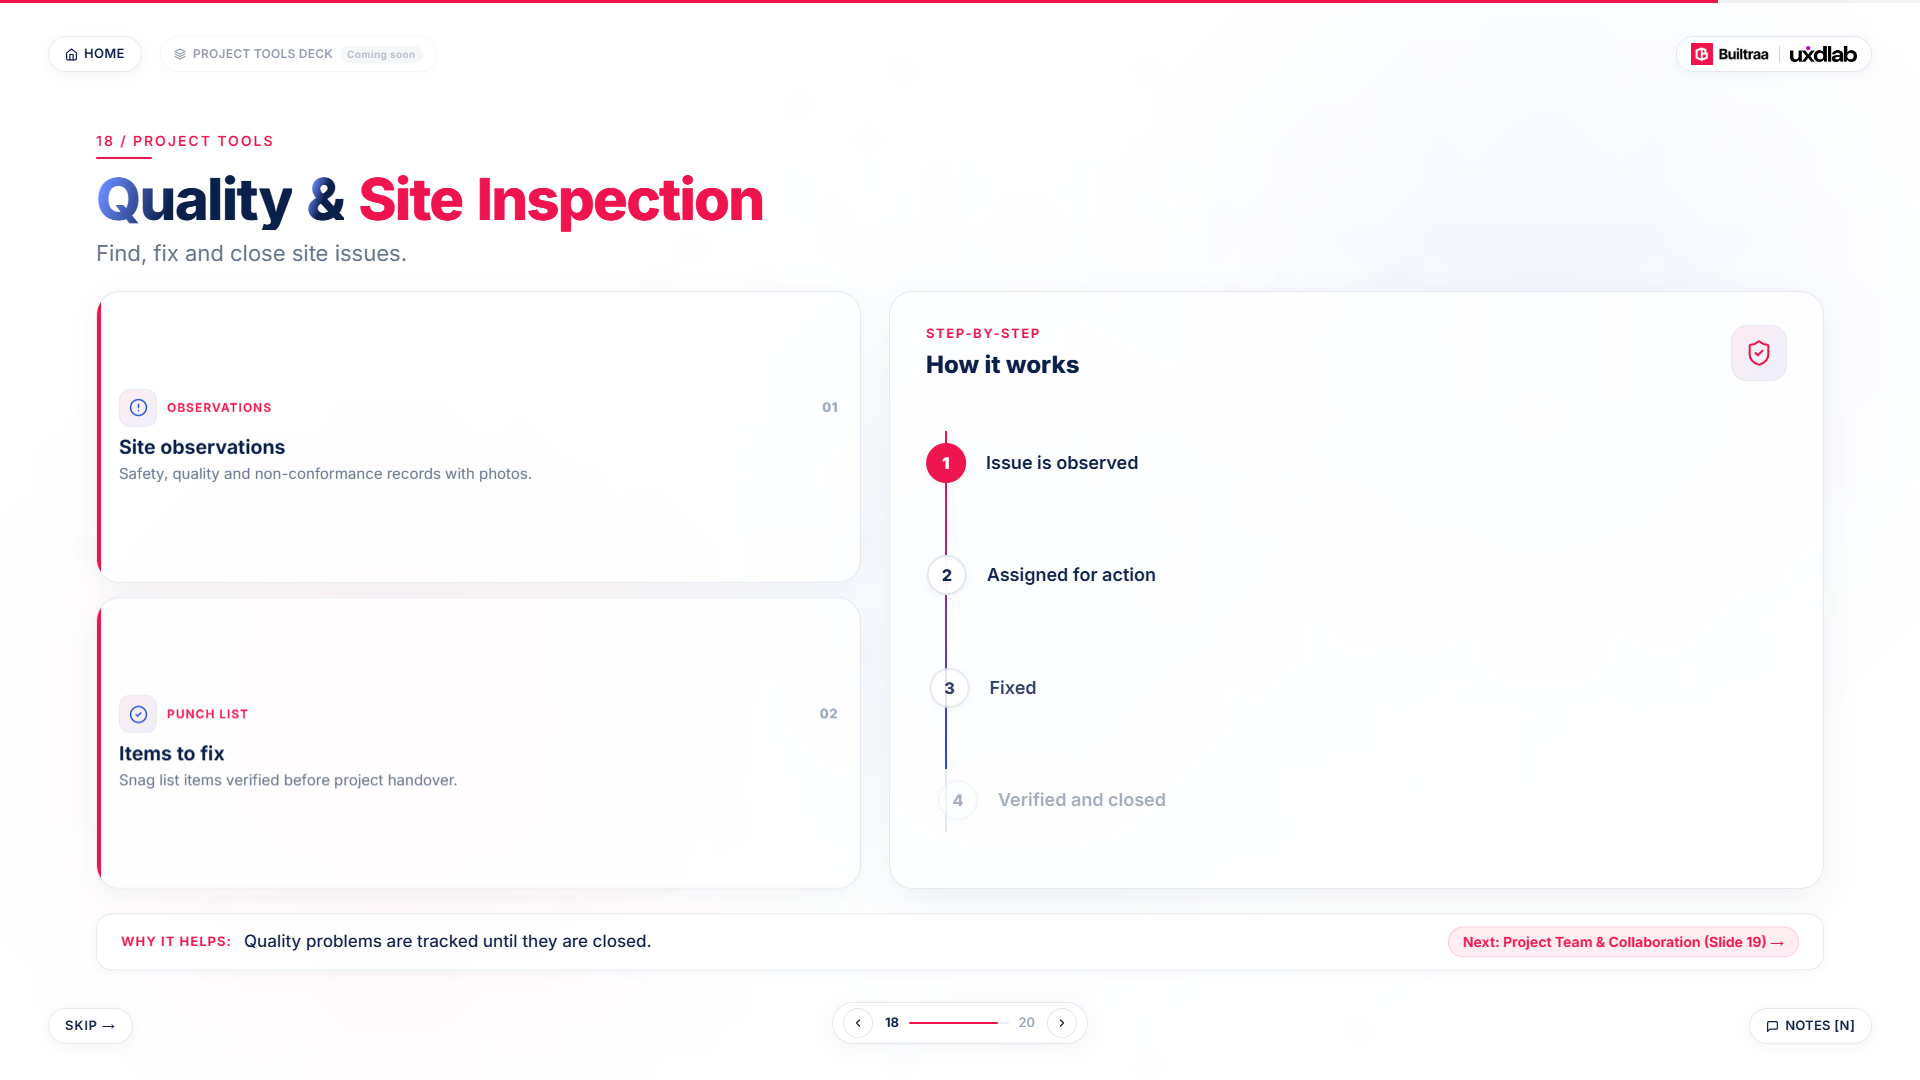 HOME
PROJECT TOOLS DECK Coming soon
Builtraa | uxdlab
18 / PROJECT TOOLS
Quality & Site Inspection
Find, fix and close site issues.
OBSERVATIONS 01
Site observations
Safety, quality and non-conformance records with photos.
PUNCH LIST 02
Items to fix
Snag list items verified before project handover.
STEP-BY-STEP
How it works
1 Issue is observed
2 Assigned for action
3 Fixed
4 Verified and closed
WHY IT HELPS: Quality problems are tracked until they are closed.
Next: Project Team & Collaboration (Slide 19) →
SKIP →
18 20
NOTES [N]